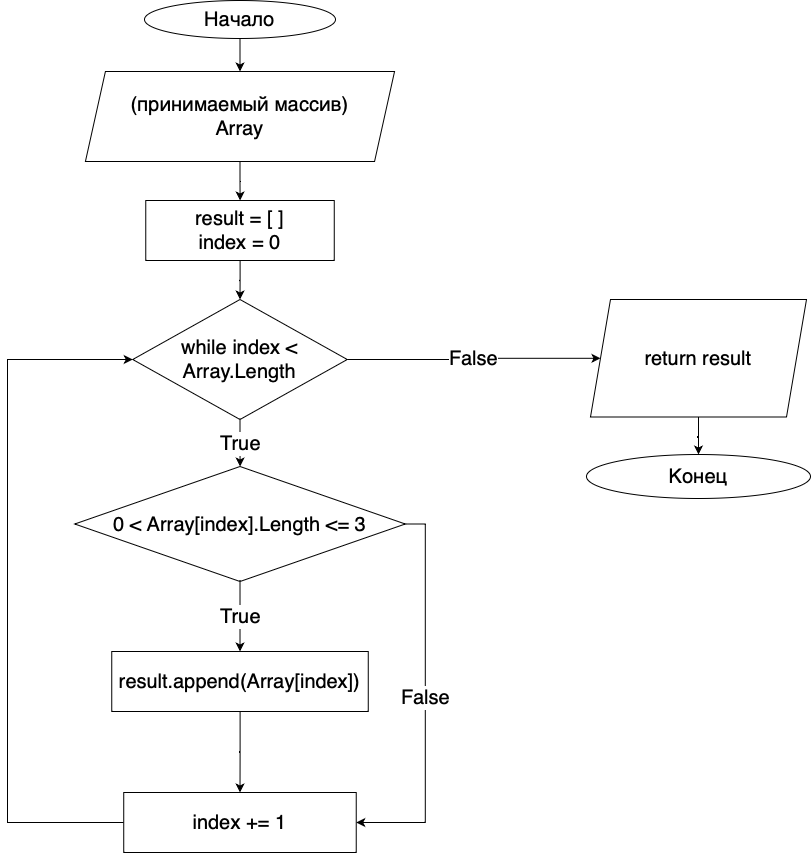 Начало
(принимаемый массив)
Array
result = [ ]
index = 0
while index <
Array.Length
False
return result
Конец
True
0 < Array[index].Length <= 3
True
result.append(Array[index])
False
index += 1